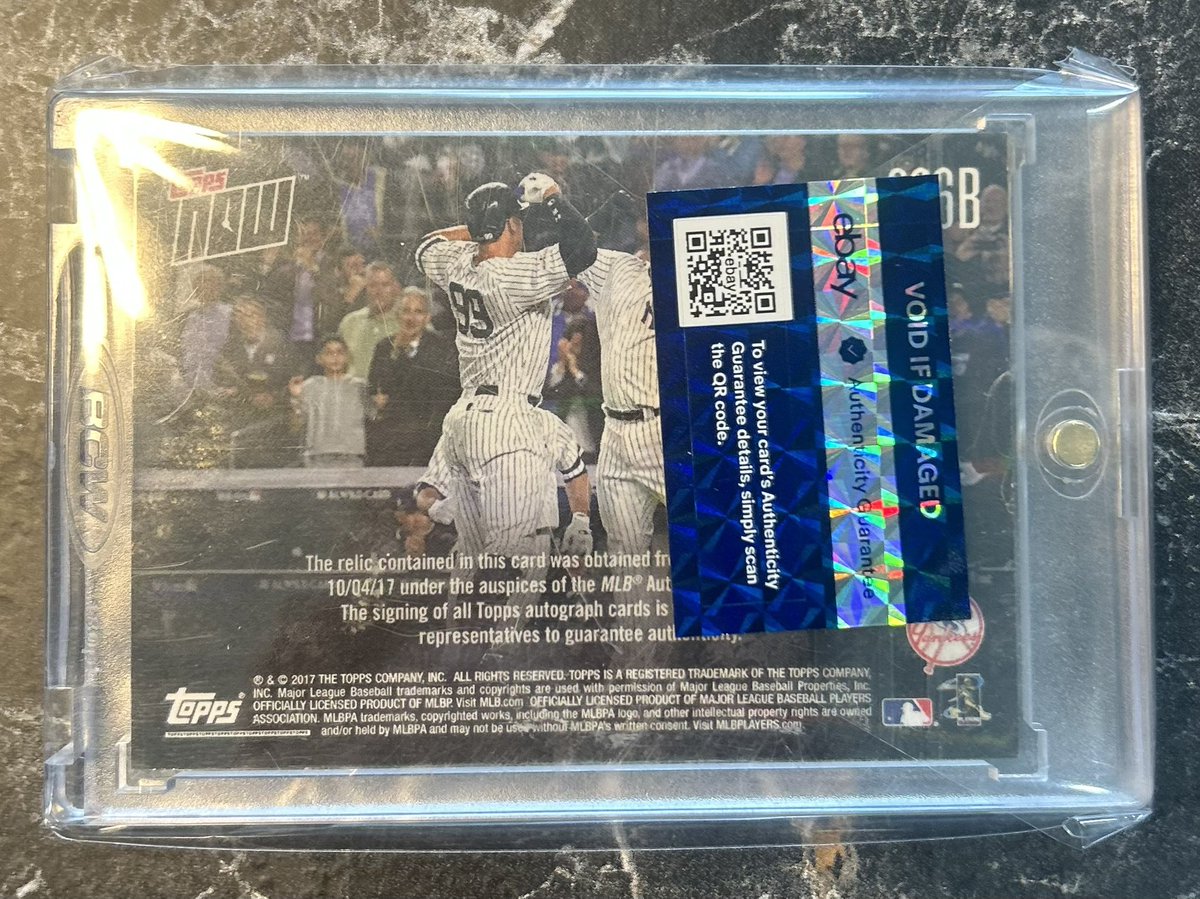 TOPPS
NOW
6B
99
ebay
To view your card's Authenticity
Guarantee details, simply scan
the QR code.
ebay
Authenticity Guarantee
VOID IF DAMAGED
BCW
The relic contained in this card was obtained
10/04/17 under the auspices of the MLB®
The signing of all Topps autograph cards is
representatives to guarantee
Yankees
® & © 2017 THE TOPPS COMPANY, INC. ALL RIGHTS RESERVED. TOPPS IS A REGISTERED TRADEMARK OF THE TOPPS COMPANY,
INC. Major League Baseball trademarks and copyrights are used with permission of Major League Baseball Properties, Inc.
OFFICIALLY LICENSED PRODUCT OF MLBP Visit MLB.com OFFICIALLY LICENSED PRODUCT OF MAJOR LEAGUE BASEBALL PLAYERS
ASSOCIATION. MLBPA trademarks, copyrighted works, including the MLBPA logo, and other intellectual property rights are owned
and/or held by MLBPA and may not be used without MLBPA's written consent. Visit MLBPLAYERS.com
topps®